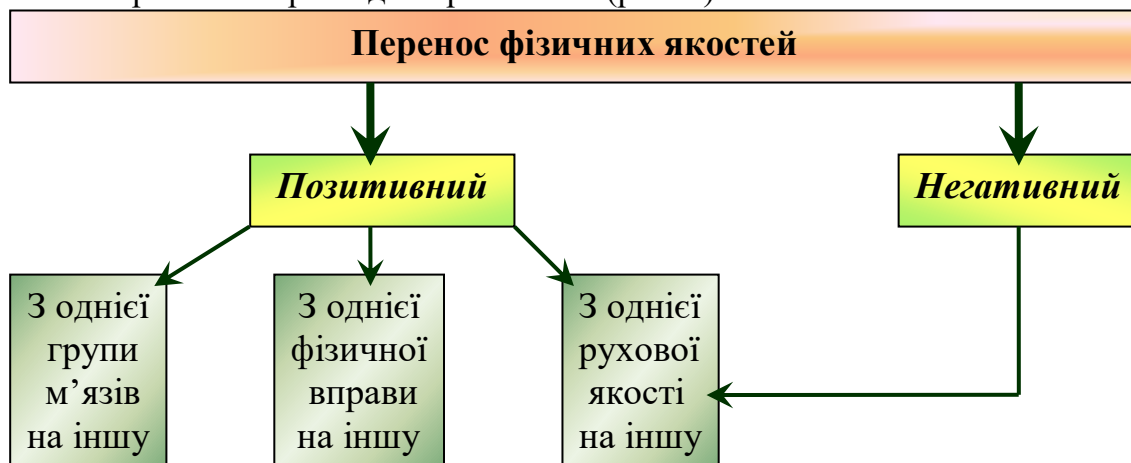 Перенос фізичних якостей
Позитивний
Негативний
З однієї
групи
м’язів
на іншу
З однієї
фізичної
вправи
на іншу
З однієї
рухової
якості
на іншу